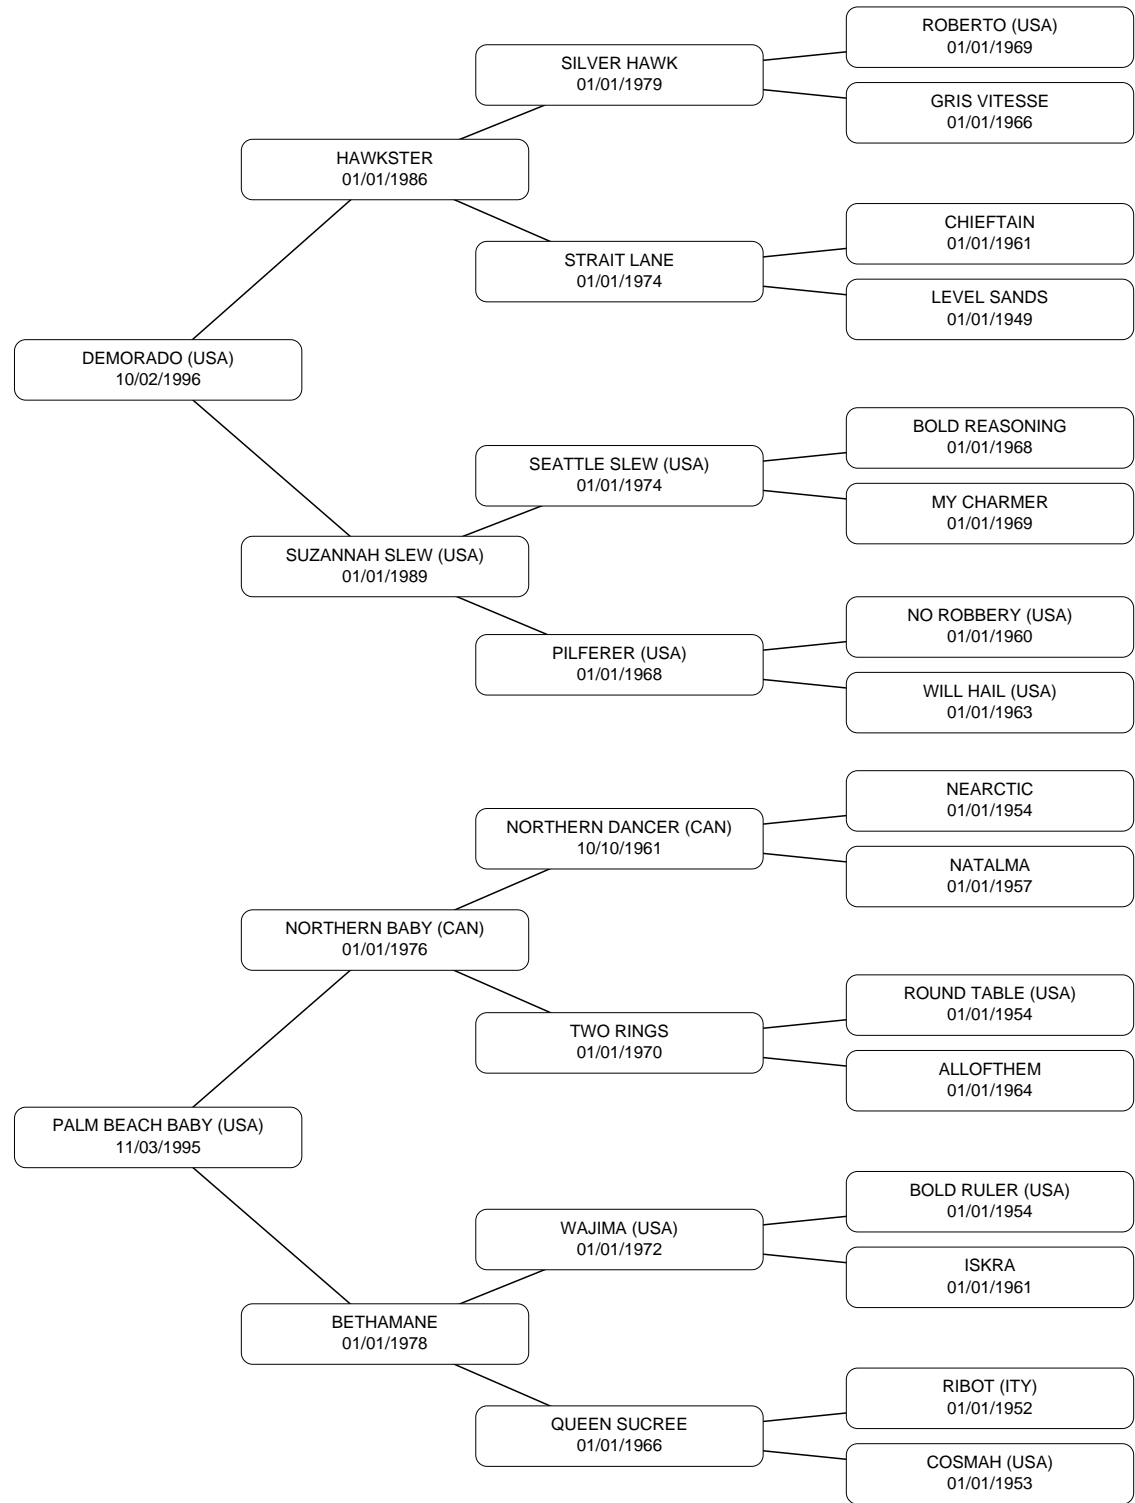 ROBERTO (USA)
01/01/1969
SILVER HAWK
01/01/1979
GRIS VITESSE
01/01/1966
HAWKSTER
01/01/1986
CHIEFTAIN
01/01/1961
STRAIT LANE
01/01/1974
LEVEL SANDS
01/01/1949
DEMORADO (USA)
10/02/1996
BOLD REASONING
01/01/1968
SEATTLE SLEW (USA)
01/01/1974
MY CHARMER
01/01/1969
SUZANNAH SLEW (USA)
01/01/1989
NO ROBBERY (USA)
01/01/1960
PILFERER (USA)
01/01/1968
WILL HAIL (USA)
01/01/1963
NEARCTIC
01/01/1954
NORTHERN DANCER (CAN)
10/10/1961
NATALMA
01/01/1957
NORTHERN BABY (CAN)
01/01/1976
ROUND TABLE (USA)
01/01/1954
TWO RINGS
01/01/1970
ALLOFTHEM
01/01/1964
PALM BEACH BABY (USA)
11/03/1995
BOLD RULER (USA)
01/01/1954
WAJIMA (USA)
01/01/1972
ISKRA
01/01/1961
BETHAMANE
01/01/1978
RIBOT (ITY)
01/01/1952
QUEEN SUCREE
01/01/1966
COSMAH (USA)
01/01/1953